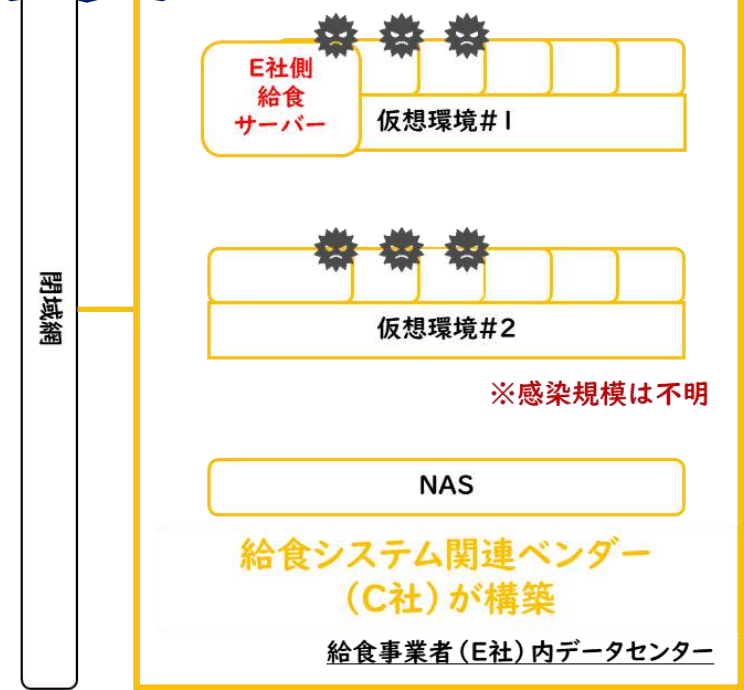 E社側
給食
サーバー
仮想環境#1
閉域網
仮想環境#2
※感染規模は不明
NAS
給食システム関連ベンダー
(C社)が構築
給食事業者(E社)内データセンター